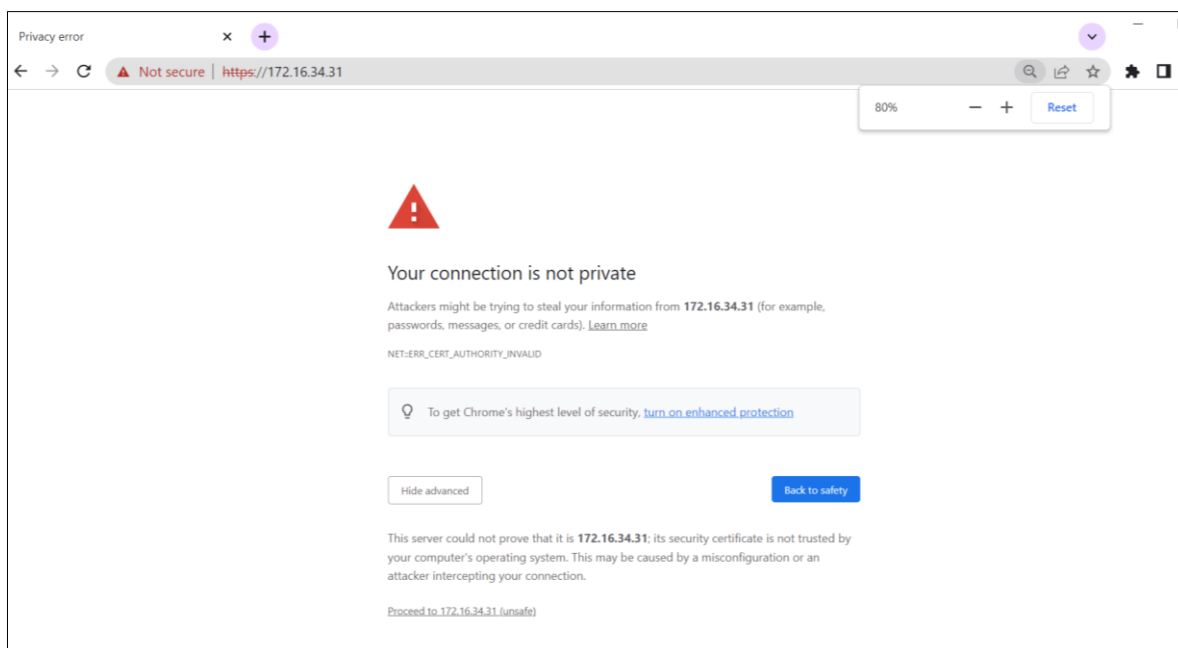 Privacy error
Not secure | https://172.16.34.31
80% Reset
Your connection is not private
Attackers might be trying to steal your information from 172.16.34.31 (for example,
passwords, messages, or credit cards). Learn more
NET::ERR_CERT_AUTHORITY_INVALID
To get Chrome's highest level of security, turn on enhanced protection
Hide advanced
Back to safety
This server could not prove that it is 172.16.34.31; its security certificate is not trusted by
your computer's operating system. This may be caused by a misconfiguration or an
attacker intercepting your connection.
Proceed to 172.16.34.31 (unsafe)